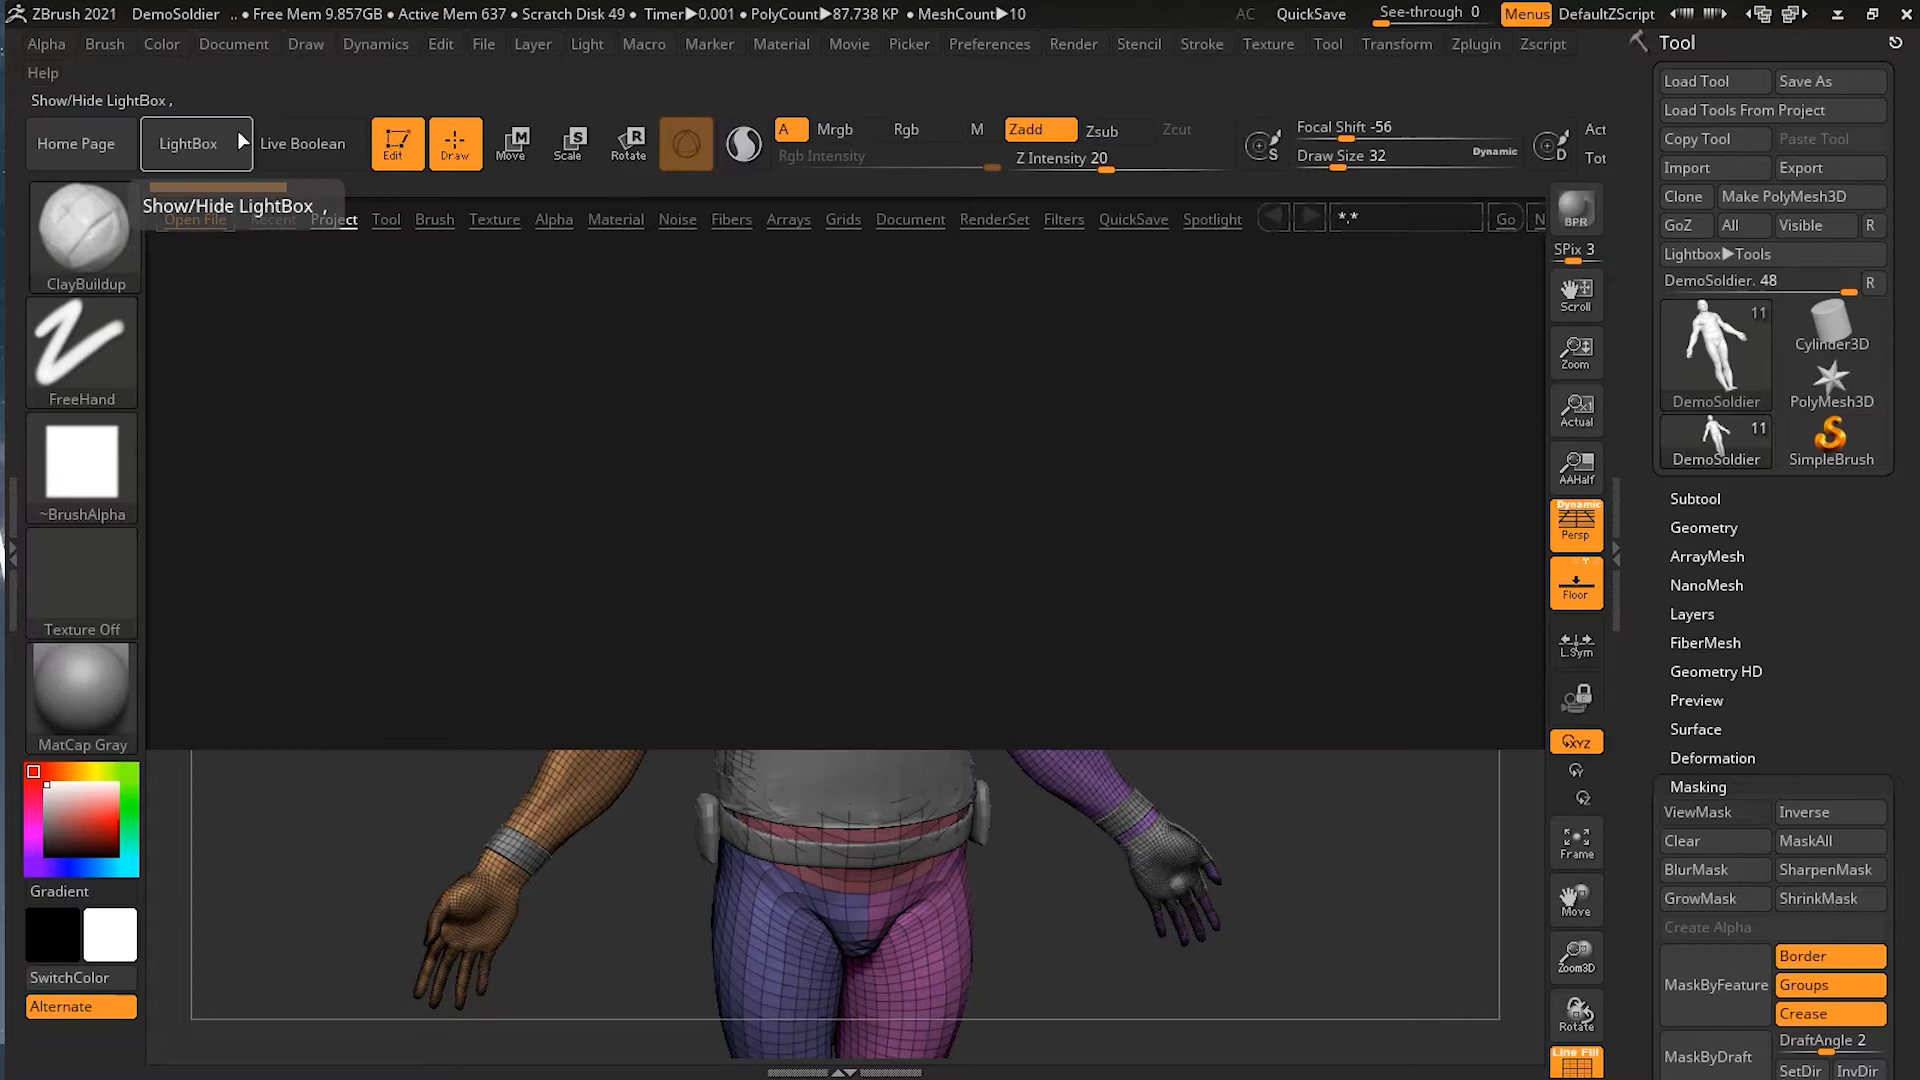 ZBrush 2021 DemoSoldier .. • Free Mem 9.857GB • Active Mem 637 • Scratch Disk 49 • Timer▶0.001 • PolyCount▶87.738 KP • MeshCount▶10 AC QuickSave See-through 0 Menus DefaultZScript
Alpha Brush Color Document Draw Dynamics Edit File Layer Light Macro Marker Material Movie Picker Preferences Render Stencil Stroke Texture Tool Transform Zplugin Zscript
Help
Show/Hide LightBox ,
Home Page LightBox Live Boolean Edit Draw Move Scale Rotate
A Mrgb Rgb M Zadd Zsub Zcut
Rgb Intensity Z Intensity 20
S Focal Shift -56
Draw Size 32 Dynamic D
Act
Tot
Show/Hide LightBox ,
Open File Recent Project Tool Brush Texture Alpha Material Noise Fibers Arrays Grids Document RenderSet Filters QuickSave Spotlight *.* Go N
ClayBuildup
FreeHand
~BrushAlpha
Texture Off
MatCap Gray
Gradient
SwitchColor
Alternate
BPR
SPix 3
Scroll
Zoom
Actual
AAHalf
Dynamic
Persp
Floor
L.Sym
XYZ
Y
Z
Frame
Move
Zoom3D
Rotate
Line Fill
Tool
Load Tool Save As
Load Tools From Project
Copy Tool Paste Tool
Import Export
Clone Make PolyMesh3D
GoZ All Visible R
Lightbox▶Tools
DemoSoldier. 48 R
11
DemoSoldier Cylinder3D
PolyMesh3D
11
DemoSoldier SimpleBrush
Subtool
Geometry
ArrayMesh
NanoMesh
Layers
FiberMesh
Geometry HD
Preview
Surface
Deformation
Masking
ViewMask Inverse
Clear MaskAll
BlurMask SharpenMask
GrowMask ShrinkMask
Create Alpha
MaskByFeature Border
Groups
Crease
MaskByDraft DraftAngle 2
SetDir InvDir